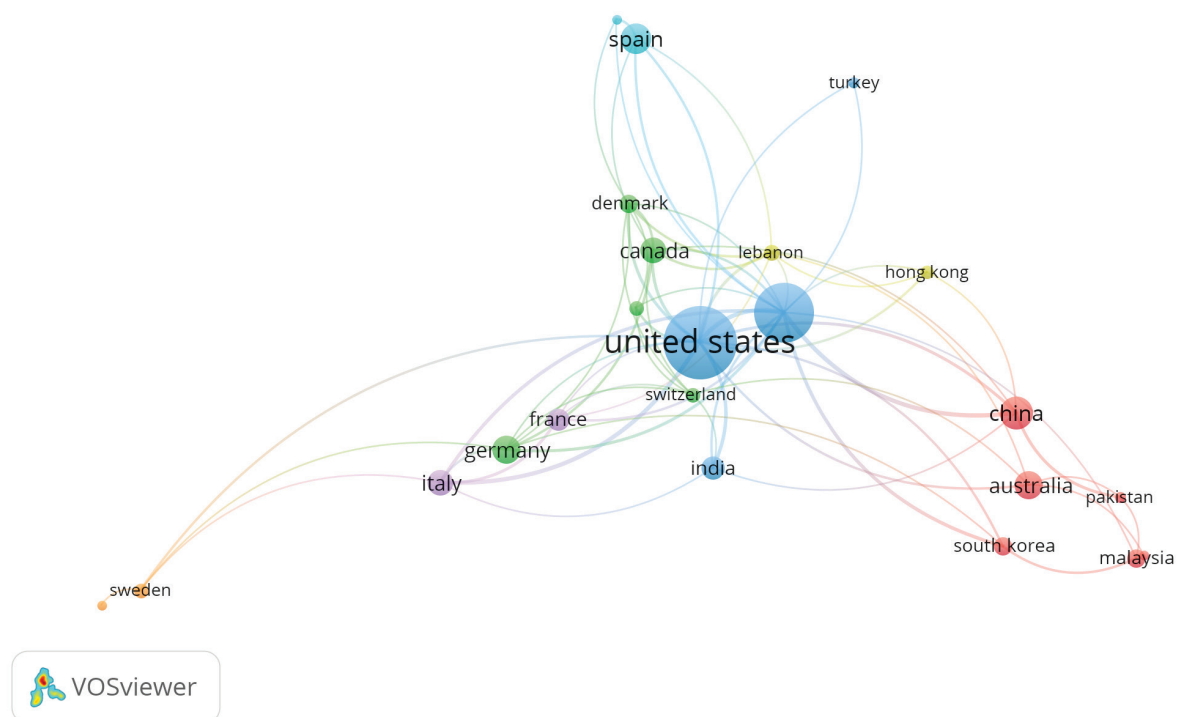 spain
turkey
denmark
canada
lebanon
hong kong
united states
switzerland
france
china
germany
india
italy
australia
pakistan
south korea
malaysia
sweden
VOSviewer